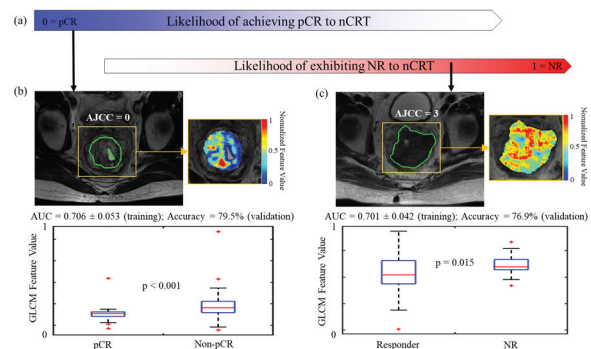 (a)
0 = pCR
Likelihood of achieving pCR to nCRT
Likelihood of exhibiting NR to nCRT
1 = NR
(b)
AJCC = 0
1
0.5
0
Normalized Feature Value
(c)
AJCC = 3
1
0.5
0
Normalized Feature Value
AUC = 0.706 ± 0.053 (training); Accuracy = 79.5% (validation)
AUC = 0.701 ± 0.042 (training); Accuracy = 76.9% (validation)
GLCM Feature Value
1
0
p < 0.001
pCR
Non-pCR
GLCM Feature Value
1
0
p = 0.015
Responder
NR